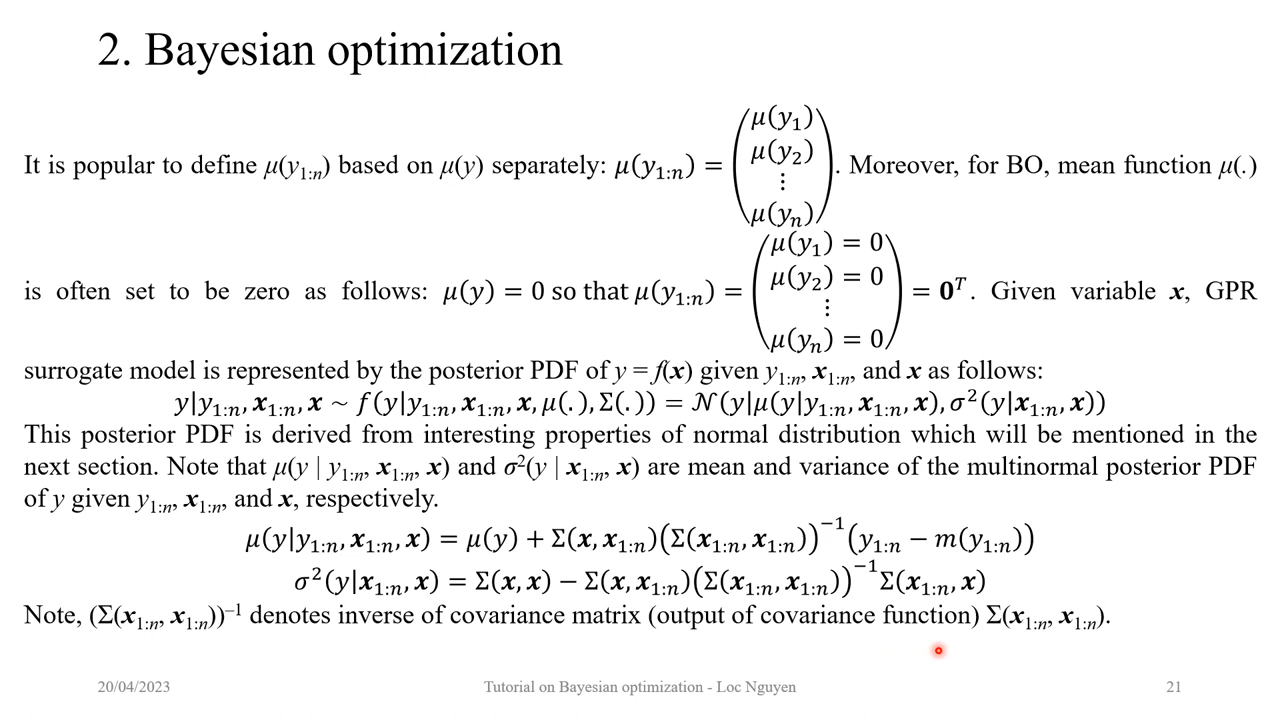 2. Bayesian optimization
It is popular to define μ(y₁:ₙ) based on μ(y) separately: μ(y₁:ₙ) = (μ(y₁) μ(y₂) ⋮ μ(yₙ)). Moreover, for BO, mean function μ(.)
is often set to be zero as follows: μ(y) = 0 so that μ(y₁:ₙ) = (μ(y₁) = 0 μ(y₂) = 0 ⋮ μ(yₙ) = 0) = 𝟎ᵀ. Given variable x, GPR
surrogate model is represented by the posterior PDF of y = f(x) given y₁:ₙ, x₁:ₙ, and x as follows:
y|y₁:ₙ, x₁:ₙ, x ~ f(y|y₁:ₙ, x₁:ₙ, x, μ(.), Σ(.)) = 𝒩(y|μ(y|y₁:ₙ, x₁:ₙ, x), σ²(y|x₁:ₙ, x))
This posterior PDF is derived from interesting properties of normal distribution which will be mentioned in the
next section. Note that μ(y | y₁:ₙ, x₁:ₙ, x) and σ²(y | x₁:ₙ, x) are mean and variance of the multinormal posterior PDF
of y given y₁:ₙ, x₁:ₙ, and x, respectively.
μ(y|y₁:ₙ, x₁:ₙ, x) = μ(y) + Σ(x, x₁:ₙ)(Σ(x₁:ₙ, x₁:ₙ))⁻¹(y₁:ₙ − m(y₁:ₙ))
σ²(y|x₁:ₙ, x) = Σ(x, x) − Σ(x, x₁:ₙ)(Σ(x₁:ₙ, x₁:ₙ))⁻¹Σ(x₁:ₙ, x)
Note, (Σ(x₁:ₙ, x₁:ₙ))⁻¹ denotes inverse of covariance matrix (output of covariance function) Σ(x₁:ₙ, x₁:ₙ).
20/04/2023
Tutorial on Bayesian optimization - Loc Nguyen
21